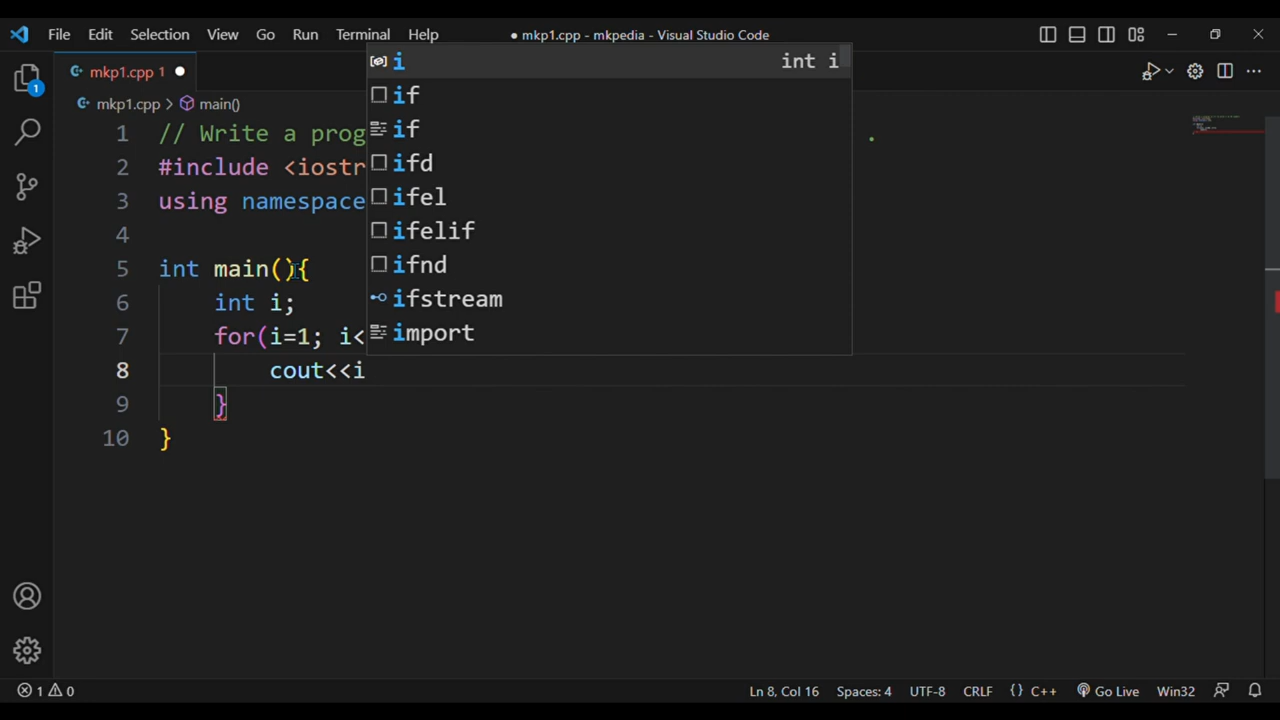 File Edit Selection View Go Run Terminal Help ● mkp1.cpp - mkpedia - Visual Studio Code
mkp1.cpp 1 ●
mkp1.cpp > main()
1 // Write a prog .
2 #include <iostr
3 using namespace
4
5 int main(){
6 int i;
7 for(i=1; i<
8 cout<<i
9 }
10 }
i int i
if
if
ifd
ifel
ifelif
ifnd
ifstream
import
1
1 0 Ln 8, Col 16 Spaces: 4 UTF-8 CRLF {} C++ Go Live Win32